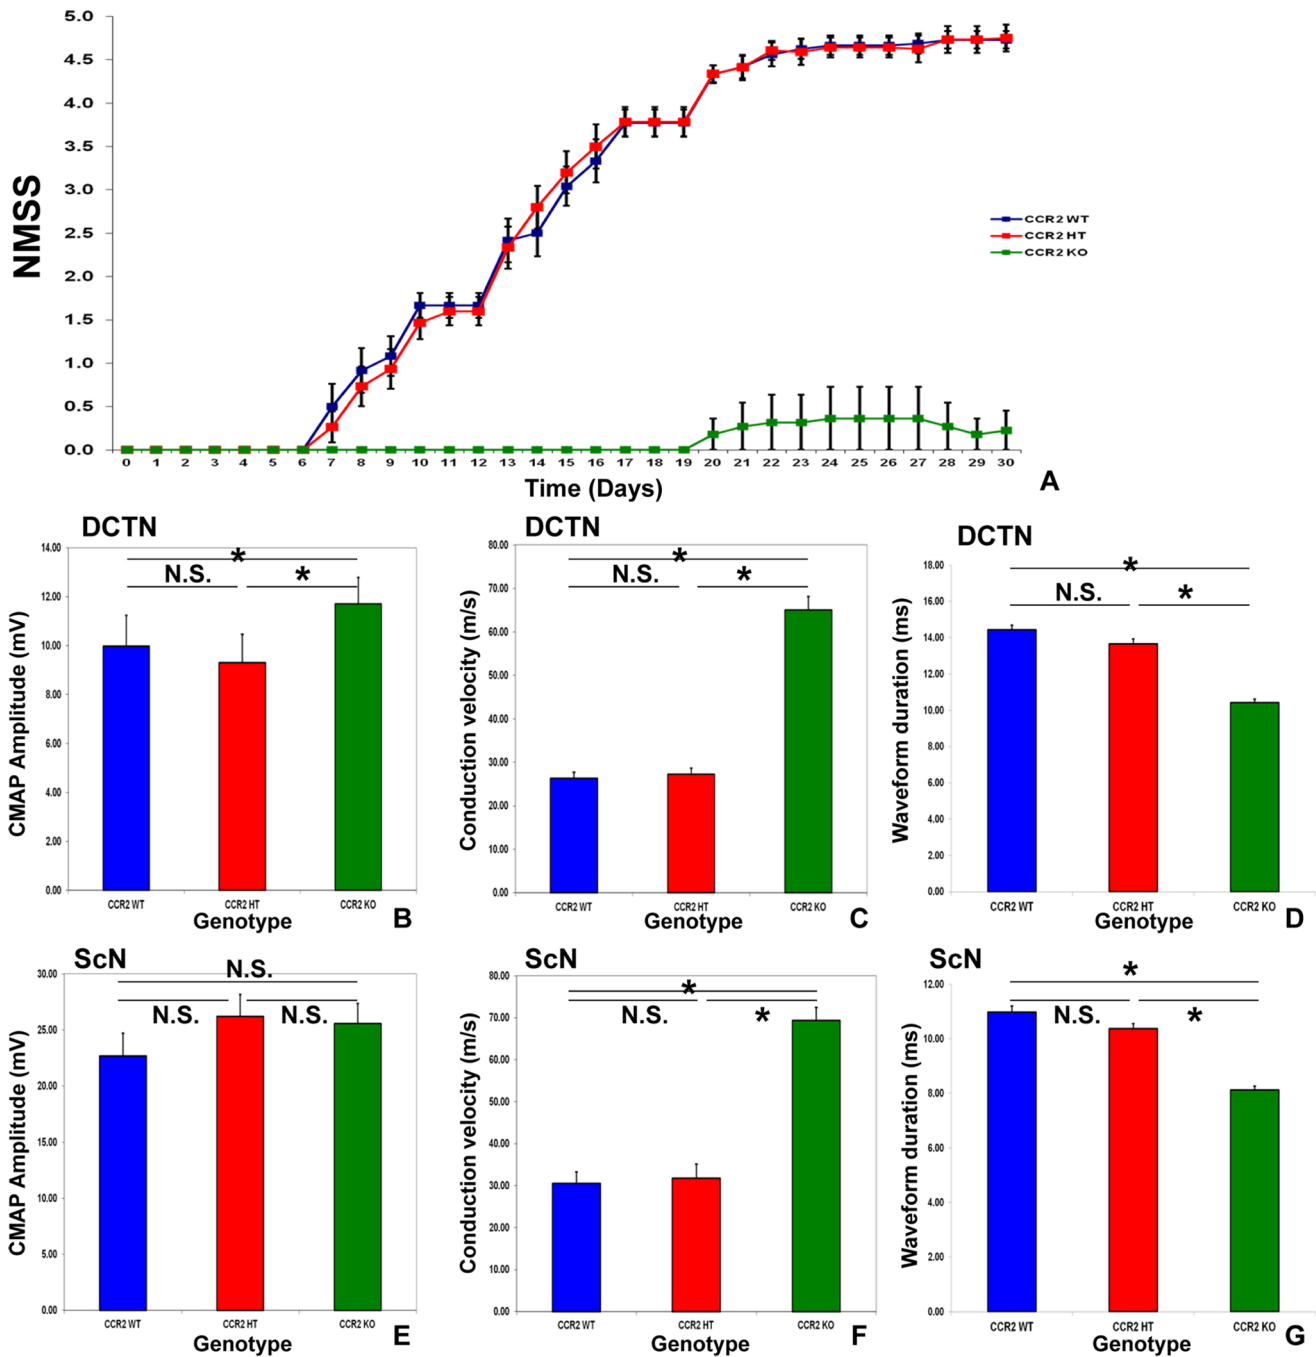 5.0
4.5
4.0
3.5
3.0
2.5
2.0
1.5
1.0
0.5
0.0
NMSS
CCR2 WT
CCR2 HT
CCR2 KO
0 1 2 3 4 5 6 7 8 9 10 11 12 13 14 15 16 17 18 19 20 21 22 23 24 25 26 27 28 29 30
Time (Days)
A
DCTN
14.00
12.00
10.00
8.00
6.00
4.00
2.00
0.00
CMAP Amplitude (mV)
*
N.S. *
CCR2 WT CCR2 HT CCR2 KO
Genotype
B
DCTN
80.00
70.00
60.00
50.00
40.00
30.00
20.00
10.00
0.00
Conduction velocity (m/s)
*
N.S. *
CCR2 WT CCR2 HT CCR2 KO
Genotype
C
DCTN
18.00
16.00
14.00
12.00
10.00
8.00
6.00
4.00
2.00
0.00
Waveform duration (ms)
*
N.S. *
CCR2 WT CCR2 HT CCR2 KO
Genotype
D
ScN
30.00
25.00
20.00
15.00
10.00
5.00
0.00
CMAP Amplitude (mV)
N.S.
N.S. N.S.
CCR2 WT CCR2 HT CCR2 KO
Genotype
E
ScN
80.00
70.00
60.00
50.00
40.00
30.00
20.00
10.00
0.00
Conduction velocity (m/s)
*
N.S. *
CCR2 WT CCR2 HT CCR2 KO
Genotype
F
ScN
12.00
10.00
8.00
6.00
4.00
2.00
0.00
Waveform duration (ms)
*
N.S. *
CCR2 WT CCR2 HT CCR2 KO
Genotype
G